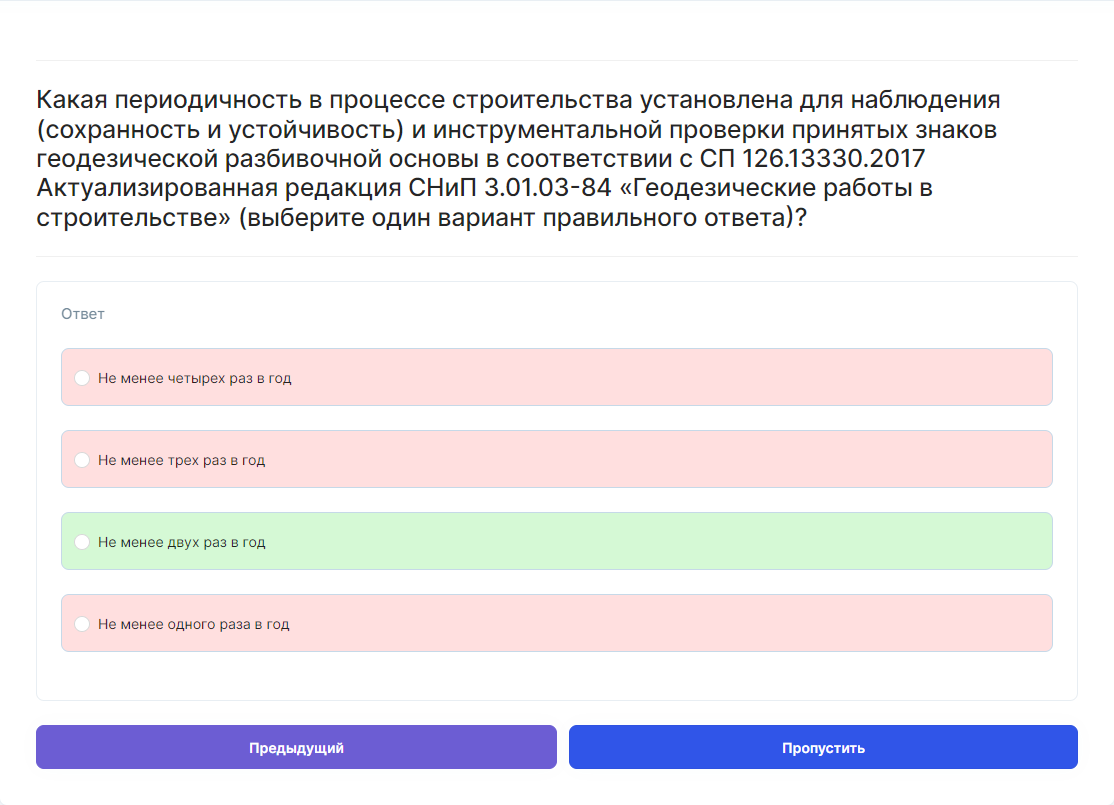 Какая периодичность в процессе строительства установлена для наблюдения
(сохранность и устойчивость) и инструментальной проверки принятых знаков
геодезической разбивочной основы в соответствии с СП 126.13330.2017
Актуализированная редакция СНиП 3.01.03-84 «Геодезические работы в
строительстве» (выберите один вариант правильного ответа)?
Ответ
Не менее четырех раз в год
Не менее трех раз в год
Не менее двух раз в год
Не менее одного раза в год
Предыдущий
Пропустить